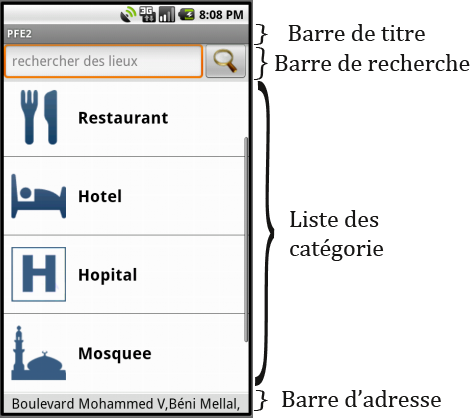 3G 8:08 PM
PFE2
Barre de titre
rechercher des lieux
Barre de recherche
Restaurant
Hotel
Liste des
catégorie
H
Hopital
Mosquee
Boulevard Mohammed V,Béni Mellal,
Barre d'adresse